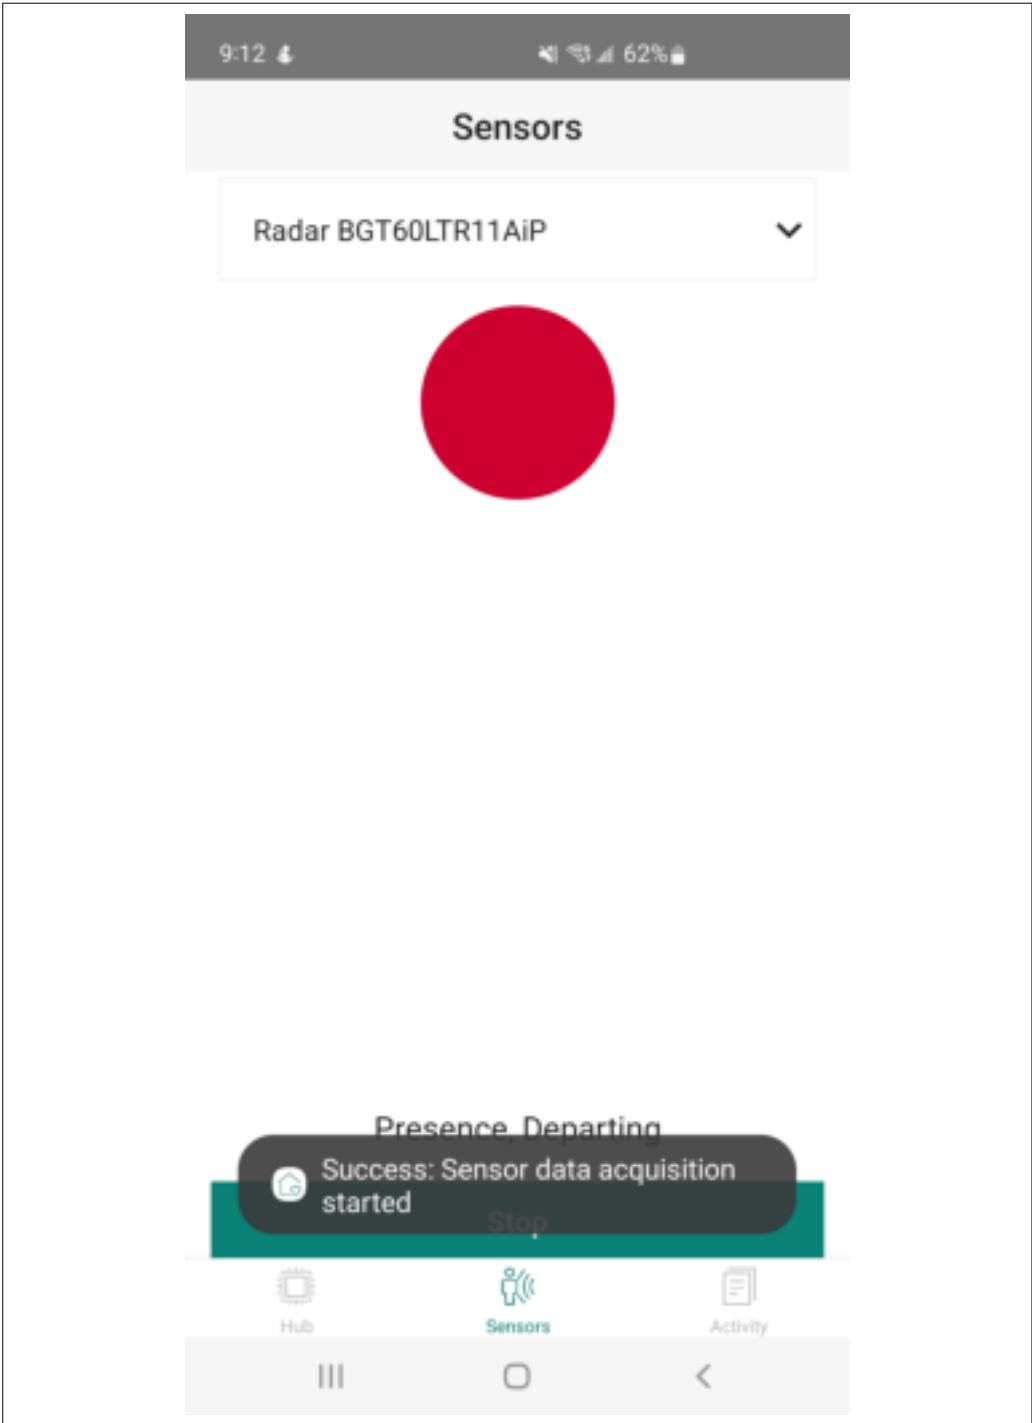 9:12 62%
Sensors
Radar BGT60LTR11AiP
Presence, Departing
Success: Sensor data acquisition
started
Stop
Hub Sensors Activity